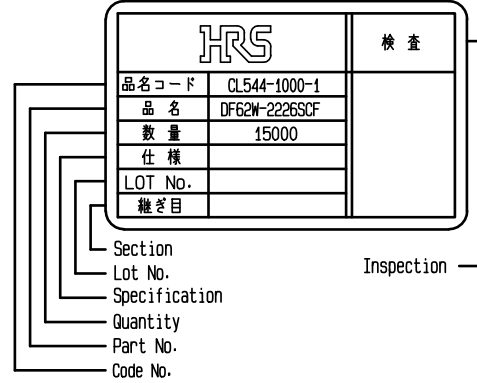 HRS
検査
品名コード CL544-1000-1
品名 DF62W-2226SCF
数量 15000
仕様
LOT No.
継ぎ目
Section
Lot No.
Inspection
Specification
Quantity
Part No.
Code No.